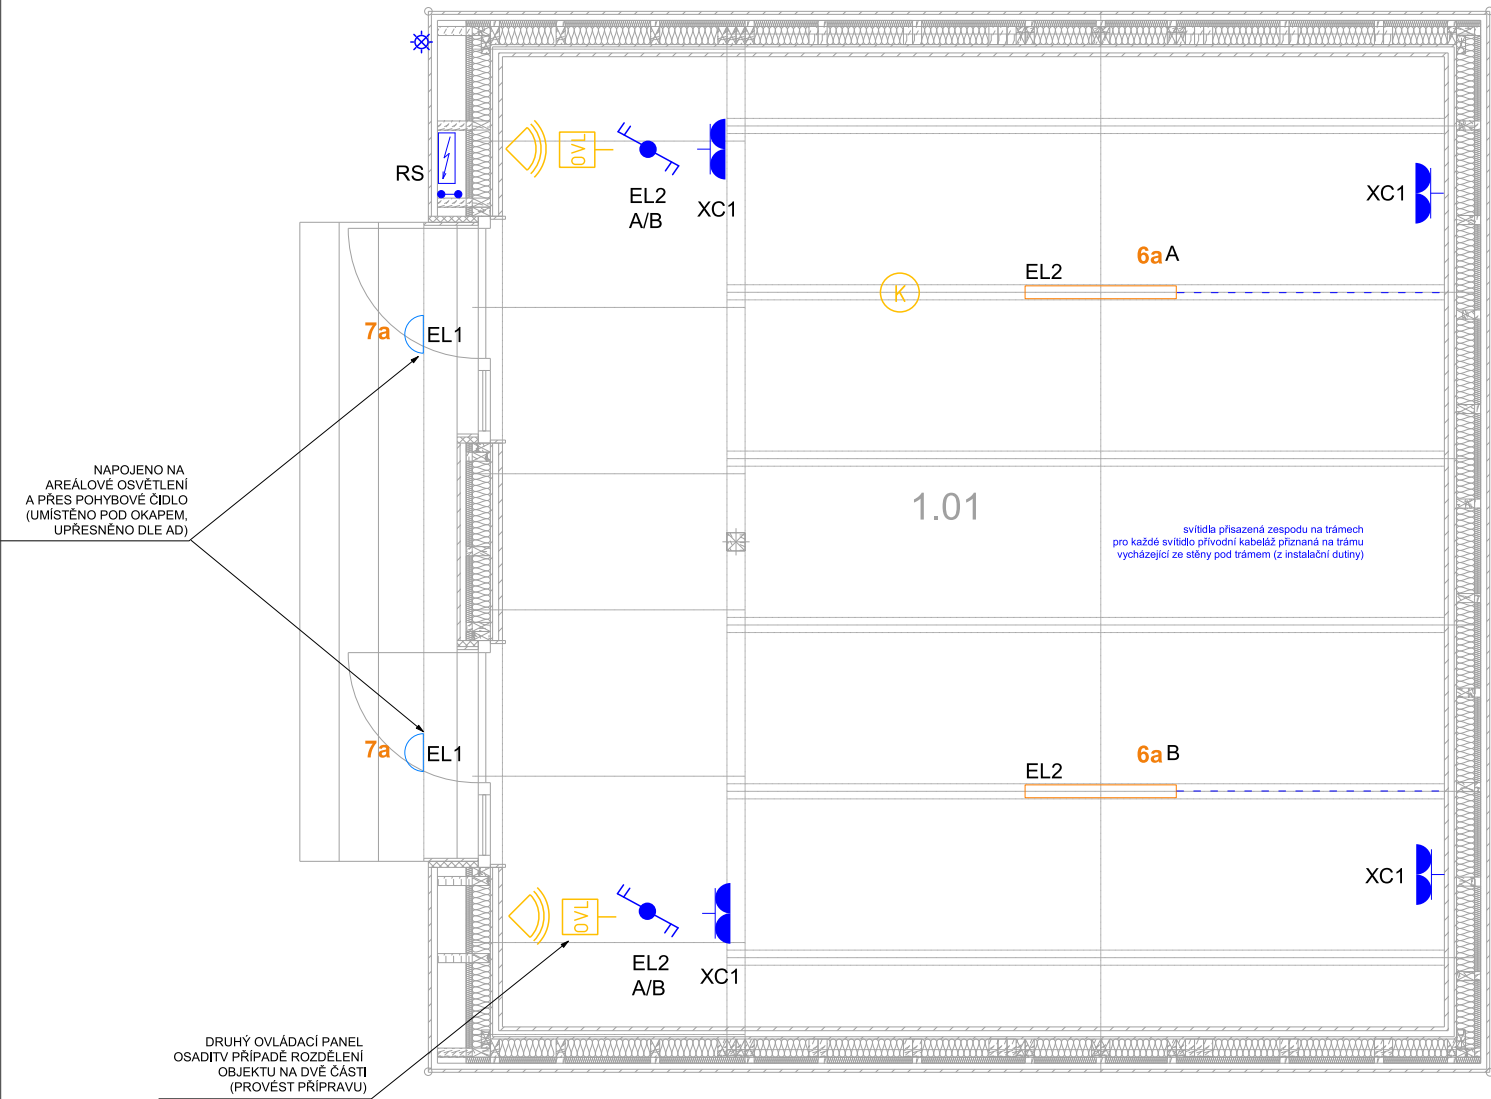 RS
OVL
EL2
A/B
XC1
XC1
6a A
EL2
K
7a EL1
NAPOJENO NA
AREÁLOVÉ OSVĚTLENÍ
A PŘES POHYBOVÉ ČIDLO
(UMÍSTĚNO POD OKAPEM,
UPŘESNĚNO DLE AD)
1.01
svítidla přisazená zespodu na trámech
pro každé svítidlo přívodní kabeláž přiznaná na trámu
vycházející ze stěny pod trámem (z instalační dutiny)
7a EL1
6a B
EL2
XC1
OVL
EL2
A/B
XC1
DRUHÝ OVLÁDACÍ PANEL
OSADITV PŘÍPADĚ ROZDĚLENÍ
OBJEKTU NA DVĚ ČÁSTI
(PROVÉST PŘÍPRAVU)